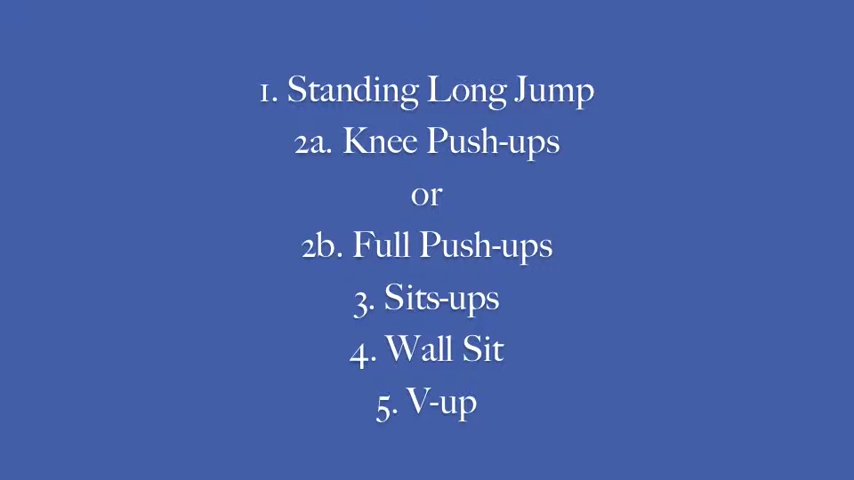 1. Standing Long Jump
2a. Knee Push-ups
or
2b. Full Push-ups
3. Sits-ups
4. Wall Sit
5. V-up